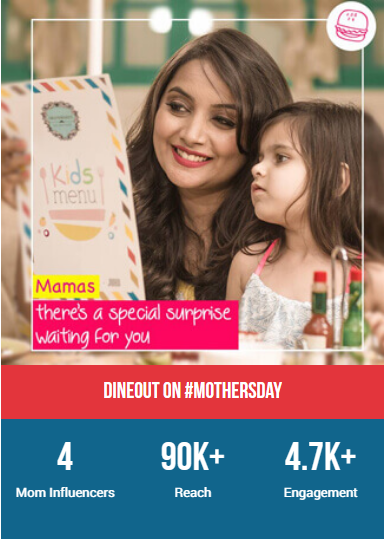 Kids
menu
Mamas
there's a special surprise
waiting for you
DINEOUT ON #MOTHERSDAY
4
90K+
4.7K+
Mom Influencers
Reach
Engagement